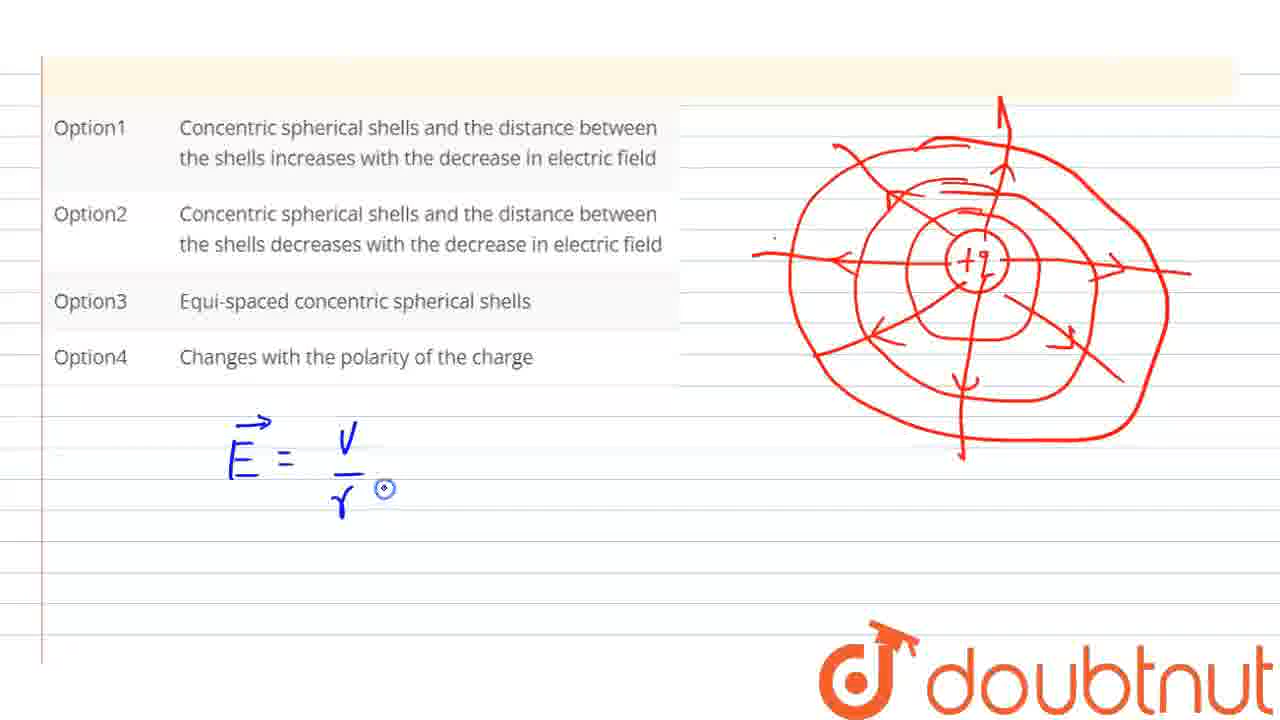 Option1 Concentric spherical shells and the distance between
the shells increases with the decrease in electric field
Option2 Concentric spherical shells and the distance between
the shells decreases with the decrease in electric field
Option3 Equi-spaced concentric spherical shells
Option4 Changes with the polarity of the charge
+q
E = V
r
doubtnut